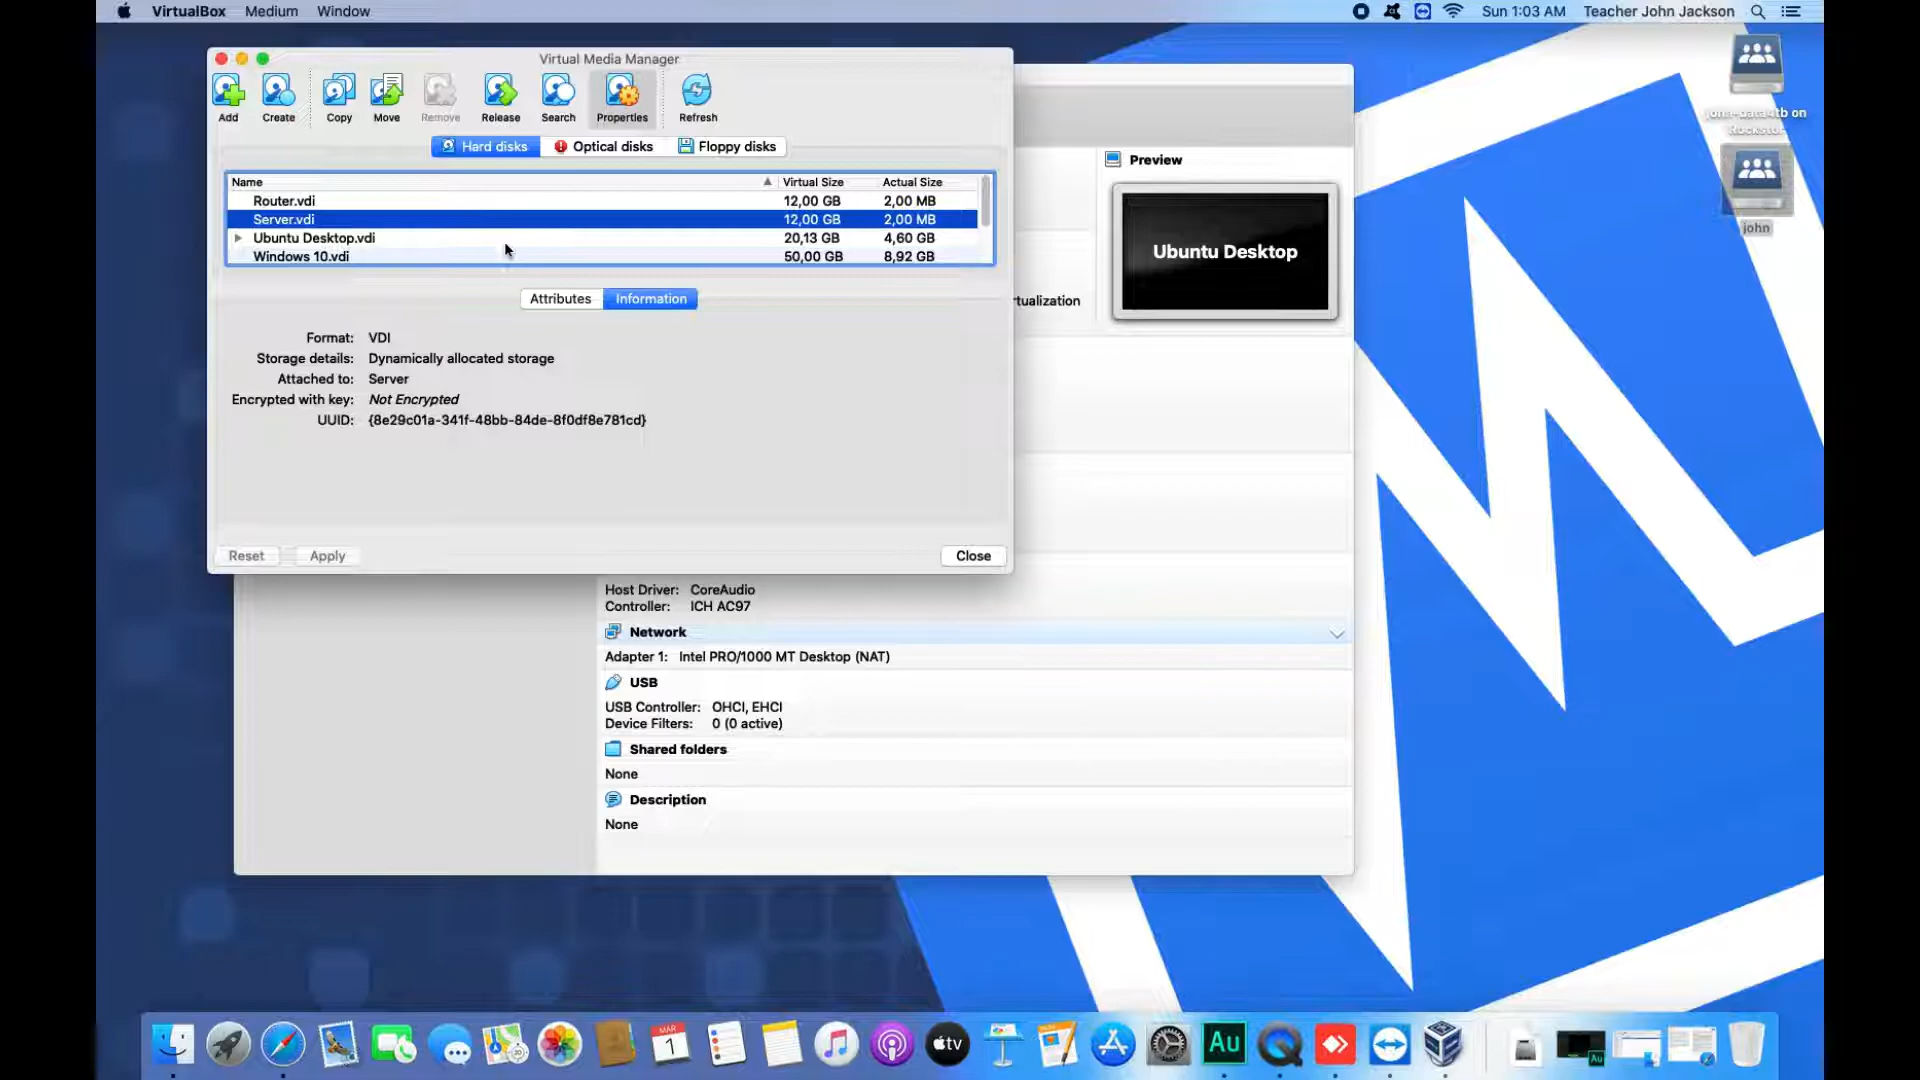 VirtualBox Medium Window
Sun 1:03 AM Teacher John Jackson
Virtual Media Manager
Add Create Copy Move Remove Release Search Properties Refresh
Hard disks Optical disks Floppy disks
Name Virtual Size Actual Size
Router.vdi 12,00 GB 2,00 MB
Server.vdi 12,00 GB 2,00 MB
Ubuntu Desktop.vdi 20,13 GB 4,60 GB
Windows 10.vdi 50,00 GB 8,92 GB
Attributes Information
Format: VDI
Storage details: Dynamically allocated storage
Attached to: Server
Encrypted with key: Not Encrypted
UUID: {8e29c01a-341f-48bb-84de-8f0df8e781cd}
Reset Apply Close
Preview
Ubuntu Desktop
rtualization
Host Driver: CoreAudio
Controller: ICH AC97
Network
Adapter 1: Intel PRO/1000 MT Desktop (NAT)
USB
USB Controller: OHCI, EHCI
Device Filters: 0 (0 active)
Shared folders
None
Description
None
on
john
MAR
1
tv
Au
Au